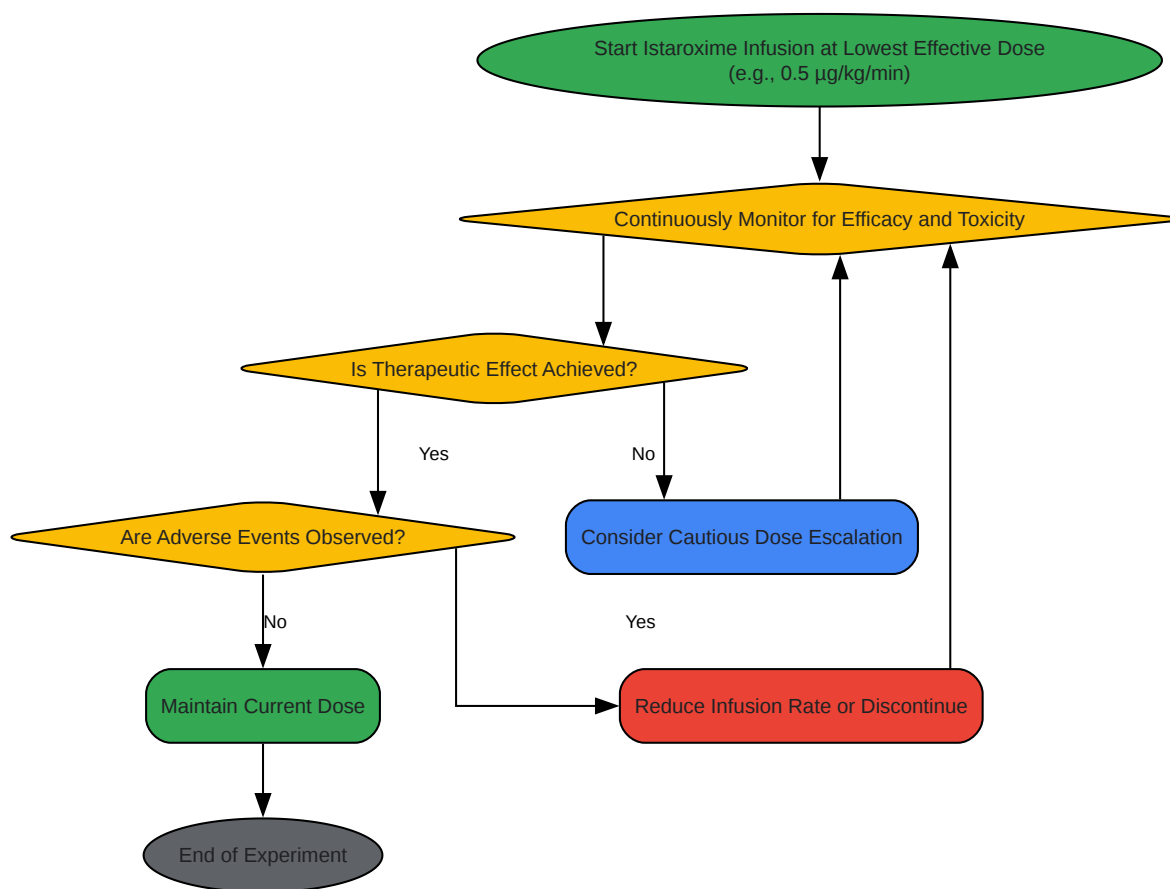 Start Istaroxime Infusion at Lowest Effective Dose
(e.g., 0.5 µg/kg/min)
Continuously Monitor for Efficacy and Toxicity
Is Therapeutic Effect Achieved?
Yes
No
Are Adverse Events Observed?
Consider Cautious Dose Escalation
No
Yes
Maintain Current Dose
Reduce Infusion Rate or Discontinue
End of Experiment